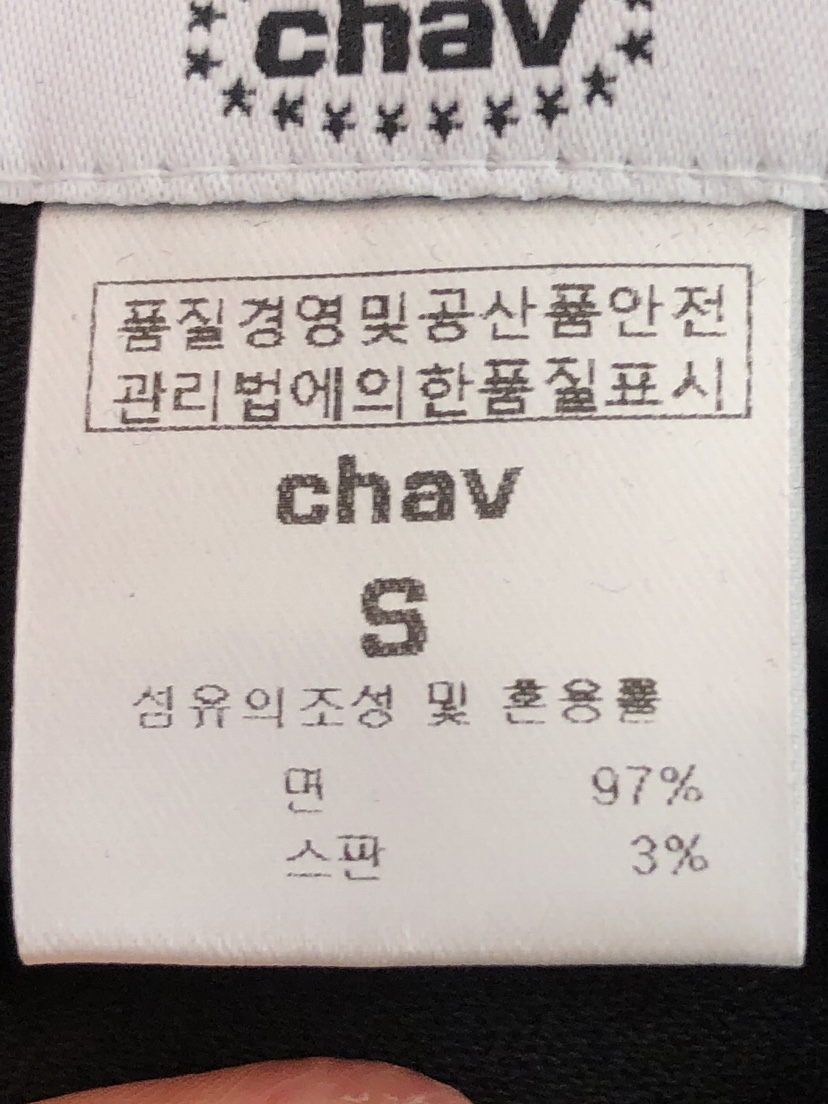 chav
품질경영및공산품안전
관리법에의한품질표시
chav
S
섬유의조성 및 혼용률
면 97%
스판 3%